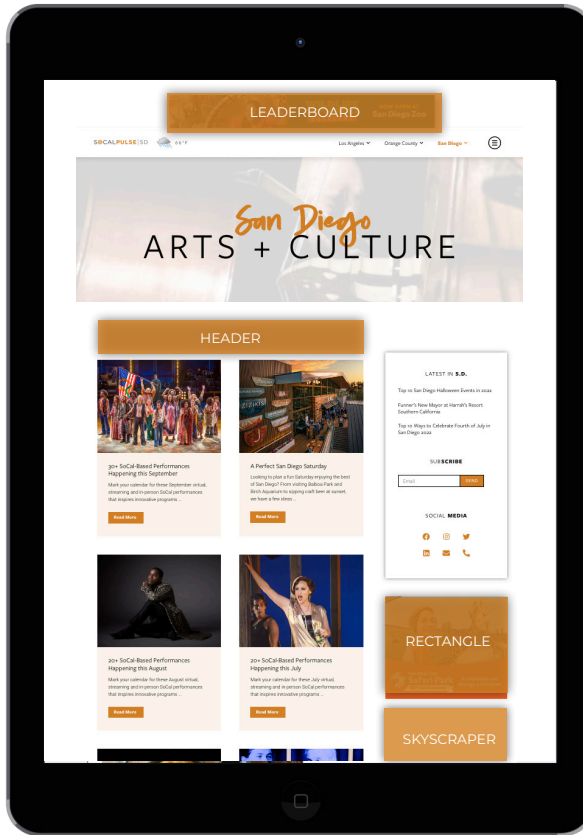 LEADERBOARD
San Diego Zoo
SOCALPULSE|SD 66°F Los Angeles Orange County San Diego
San Diego
ARTS + CULTURE
HEADER
30+ SoCal-Based Performances
Happening this September
Mark your calendar for these September virtual,
streaming and in-person SoCal performances
that inspires innovative programs ...
Read More
A Perfect San Diego Saturday
Looking to plan a fun Saturday enjoying the best
of San Diego? From visiting Balboa Park and
Birch Aquarium to sipping craft beer at sunset,
we have a few ideas ...
Read More
20+ SoCal-Based Performances
Happening this August
Mark your calendar for these August virtual,
streaming and in-person SoCal performances
that inspires innovative programs ...
Read More
20+ SoCal-Based Performances
Happening this July
Mark your calendar for these July virtual,
streaming and in-person SoCal performances
that inspires innovative programs ...
Read More
LATEST IN S.D.
Top 10 San Diego Halloween Events in 2022
Funner's New Mayor at Harrah's Resort
Southern California
Top 10 Ways to Celebrate Fourth of July in
San Diego 2022
SUBSCRIBE
Email SEND
SOCIAL MEDIA
RECTANGLE
Safari Park
SKYSCRAPER